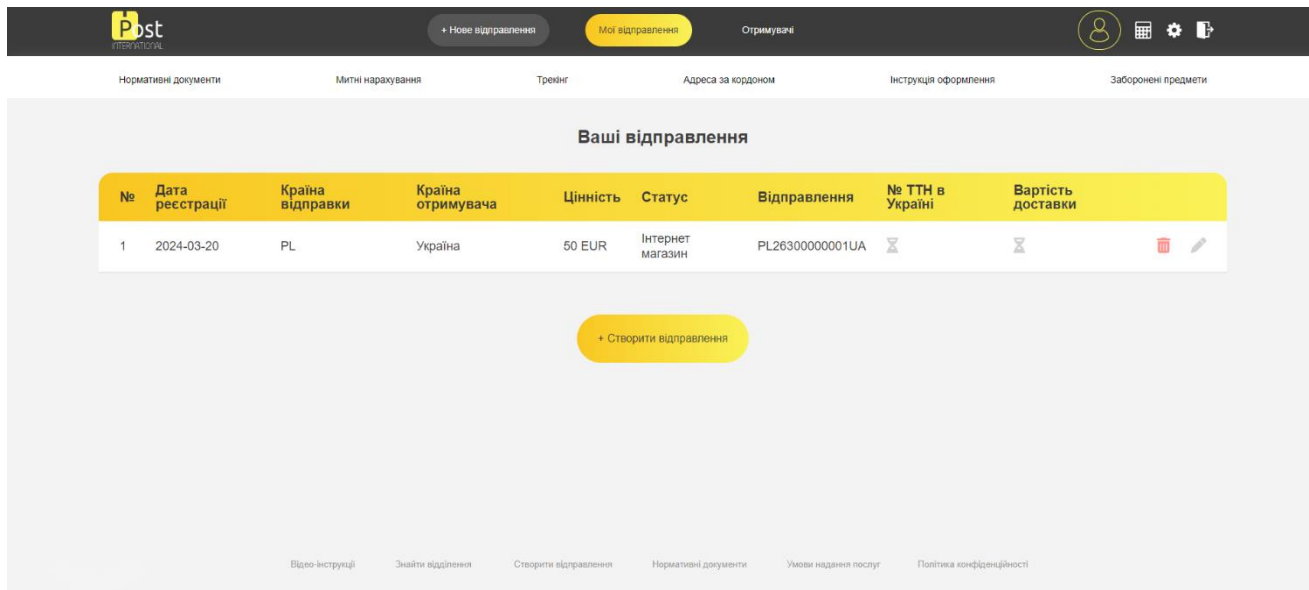 Post
INTERNATIONAL
+ Нове відправлення
Мої відправлення
Отримувачі
Нормативні документи
Митні нарахування
Трекінг
Адреса за кордоном
Інструкція оформлення
Заборонені предмети
Ваші відправлення
№
Дата
реєстрації
Країна
відправки
Країна
отримувача
Цінність
Статус
Відправлення
№ ТТН в
Україні
Вартість
доставки
1
2024-03-20
PL
Україна
50 EUR
Інтернет
магазин
PL26300000001UA
+ Створити відправлення
Відео-інструкції
Знайти відділення
Створити відправлення
Нормативні документи
Умови надання послуг
Політика конфіденційності